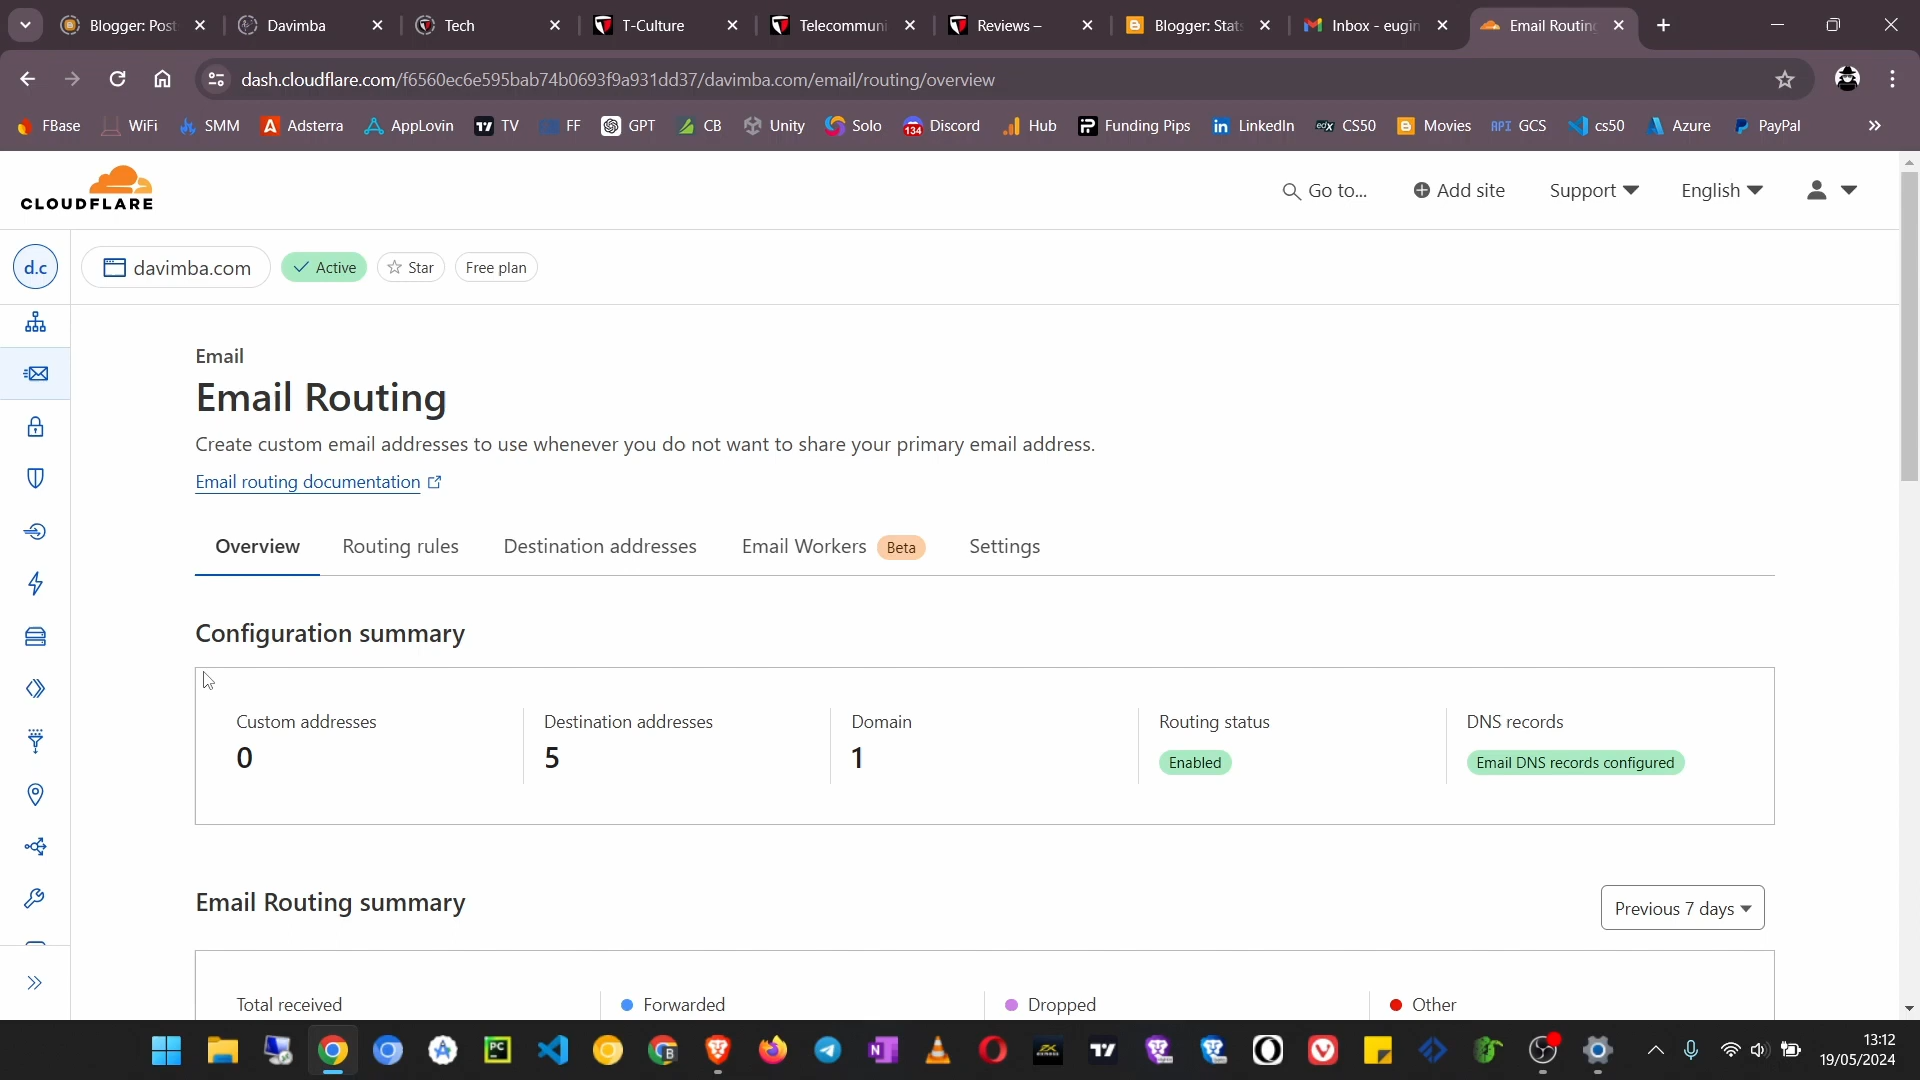 Blogger: Post
Davimba
Tech
T-Culture
Telecommuni
Reviews –
Blogger: Stats
Inbox - eugin
Email Routing
dash.cloudflare.com/f6560ec6e595bab74b0693f9a931dd37/davimba.com/email/routing/overview
FBase
WiFi
SMM
Adsterra
AppLovin
TV
FF
GPT
CB
Unity
Solo
134
Discord
Hub
Funding Pips
LinkedIn
edX
CS50
Movies
API
GCS
cs50
Azure
PayPal
CLOUDFLARE
Go to...
Add site
Support
English
d.c
davimba.com
Active
Star
Free plan
Email
Email Routing
Create custom email addresses to use whenever you do not want to share your primary email address.
Email routing documentation
Overview
Routing rules
Destination addresses
Email Workers
Beta
Settings
Configuration summary
Custom addresses
0
Destination addresses
5
Domain
1
Routing status
Enabled
DNS records
Email DNS records configured
Email Routing summary
Previous 7 days
Total received
Forwarded
Dropped
Other
13:12
19/05/2024